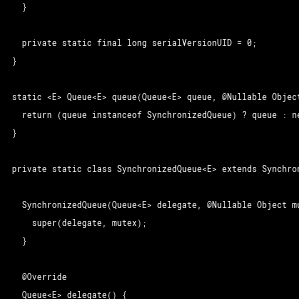 }
private static final long serialVersionUID = 0;
}
static <E> Queue<E> queue(Queue<E> queue, @Nullable Object
return (queue instanceof SynchronizedQueue) ? queue : ne
}
private static class SynchronizedQueue<E> extends Synchron
SynchronizedQueue(Queue<E> delegate, @Nullable Object mu
super(delegate, mutex);
}
@Override
Queue<E> delegate() {